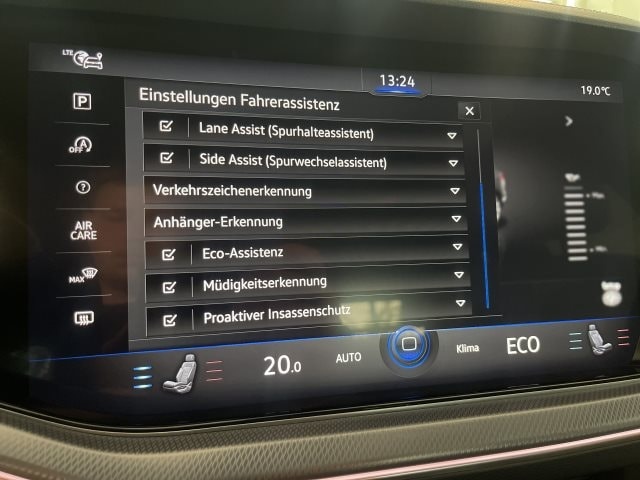 LTE
13:24
19.0°C
Einstellungen Fahrerassistenz
Lane Assist (Spurhalteassistent)
Side Assist (Spurwechselassistent)
Verkehrszeichenerkennung
Anhänger-Erkennung
Eco-Assistenz
Müdigkeitserkennung
Proaktiver Insassenschutz
P
A
OFF
?
AIR
CARE
MAX
20.0
AUTO
Klima
ECO